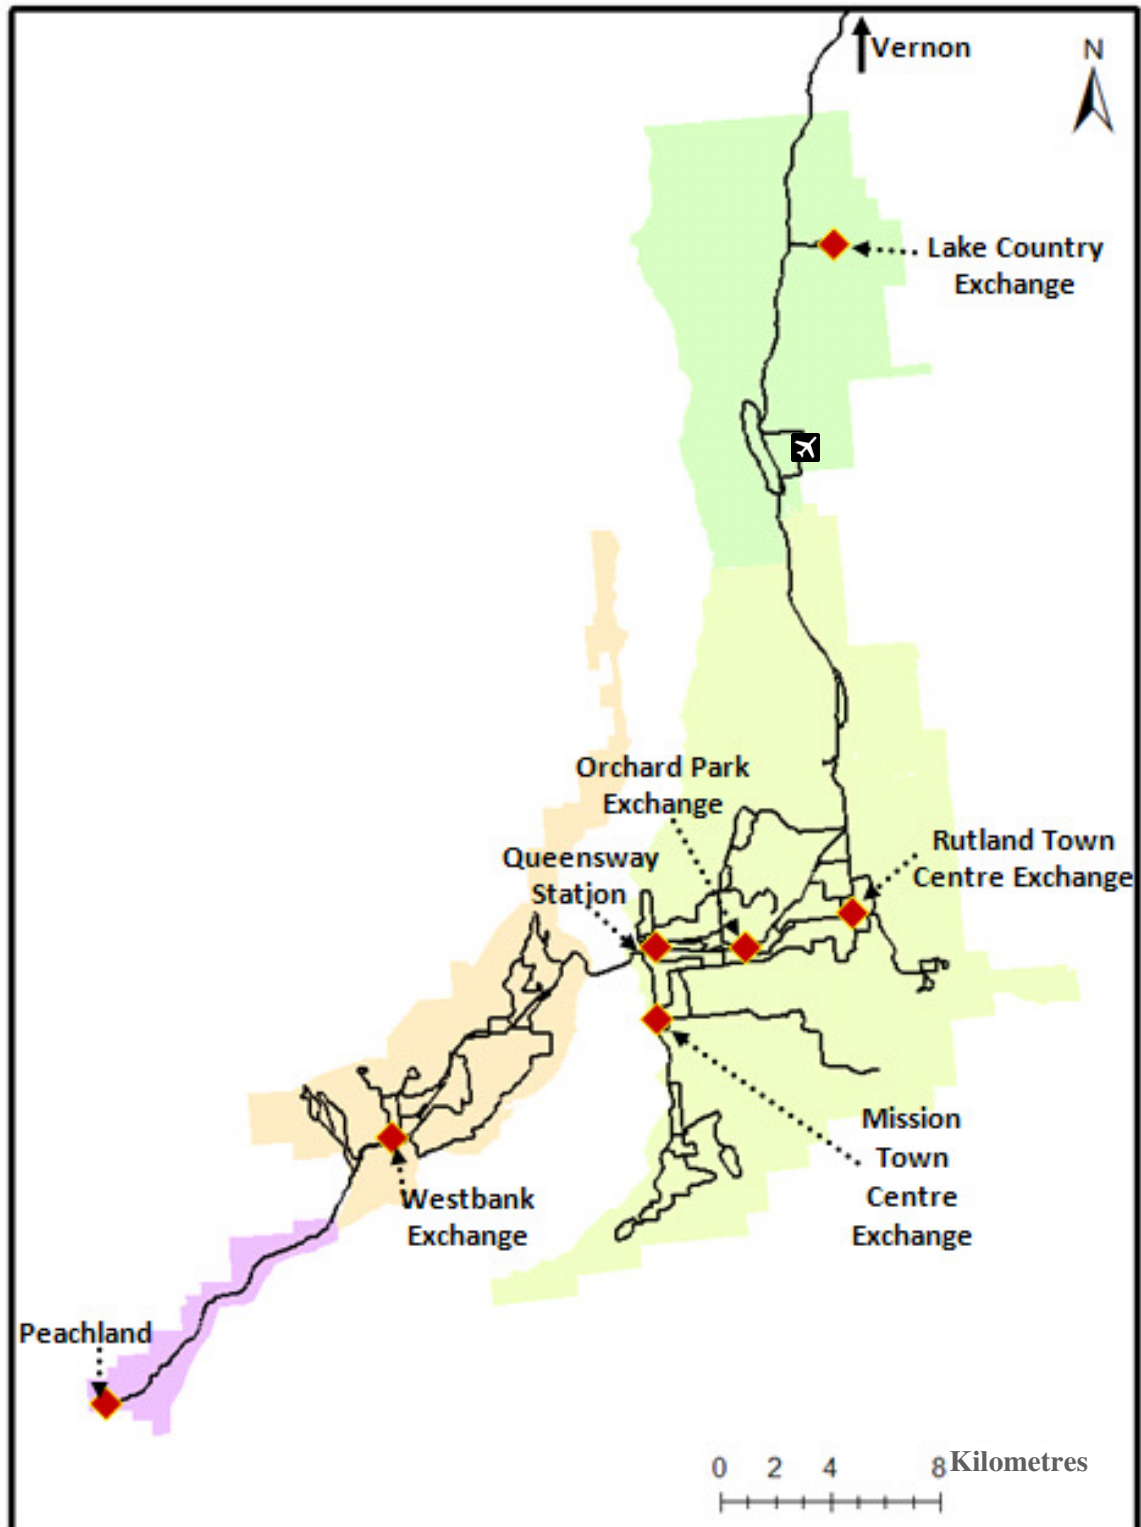 Vernon
N
Lake Country
Exchange
Orchard Park
Exchange
Rutland Town
Centre Exchange
Queensway
Station
Mission
Town
Centre
Exchange
Westbank
Exchange
Peachland
0 2 4 8 Kilometres